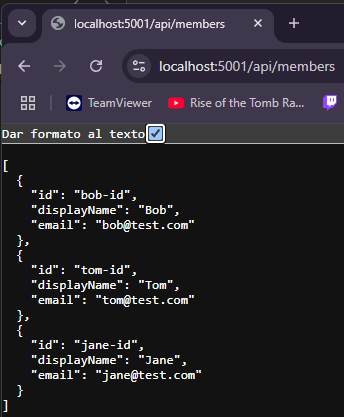 localhost:5001/api/members
localhost:5001/api/members
TeamViewer
Rise of the Tomb Ra...
Dar formato al texto
[
  {
    "id": "bob-id",
    "displayName": "Bob",
    "email": "bob@test.com"
  },
  {
    "id": "tom-id",
    "displayName": "Tom",
    "email": "tom@test.com"
  },
  {
    "id": "jane-id",
    "displayName": "Jane",
    "email": "jane@test.com"
  }
]